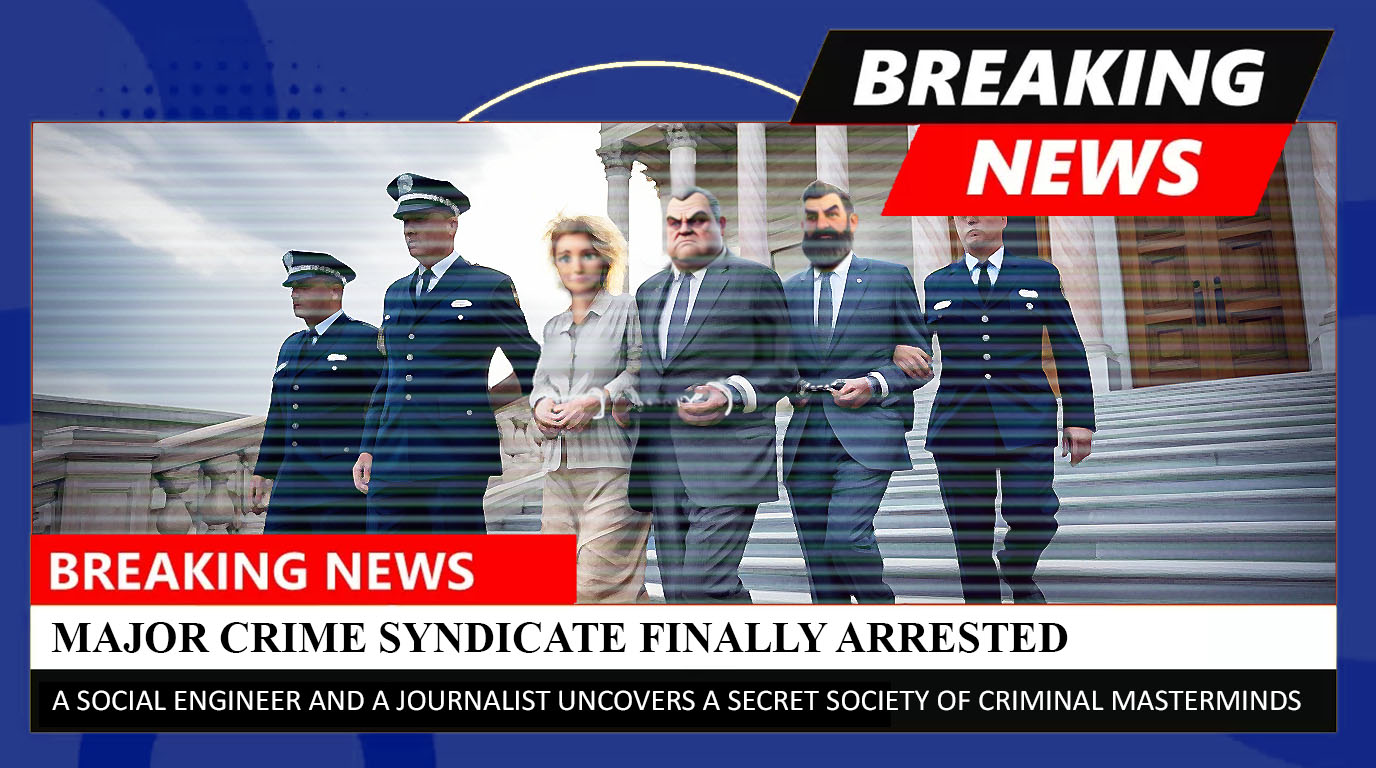 BREAKING
NEWS
BREAKING NEWS
MAJOR CRIME SYNDICATE FINALLY ARRESTED
A SOCIAL ENGINEER AND A JOURNALIST UNCOVERS A SECRET SOCIETY OF CRIMINAL MASTERMINDS